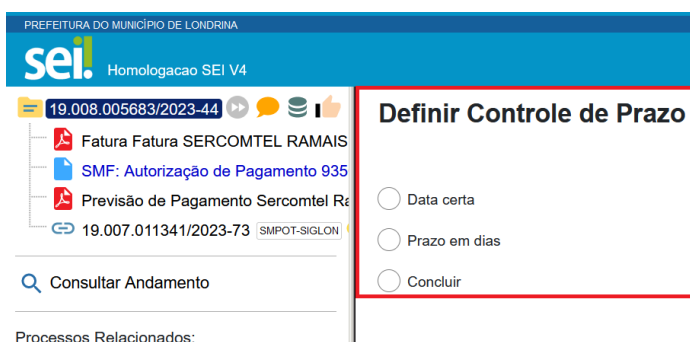 PREFEITURA DO MUNICÍPIO DE LONDRINA
sei!
Homologacao SEI V4
19.008.005683/2023-44
Fatura Fatura SERCOMTEL RAMAIS
SMF: Autorização de Pagamento 935
Previsão de Pagamento Sercomtel Ra
19.007.011341/2023-73 SMPOT-SIGLON
Consultar Andamento
Processos Relacionados:
Definir Controle de Prazo
Data certa
Prazo em dias
Concluir